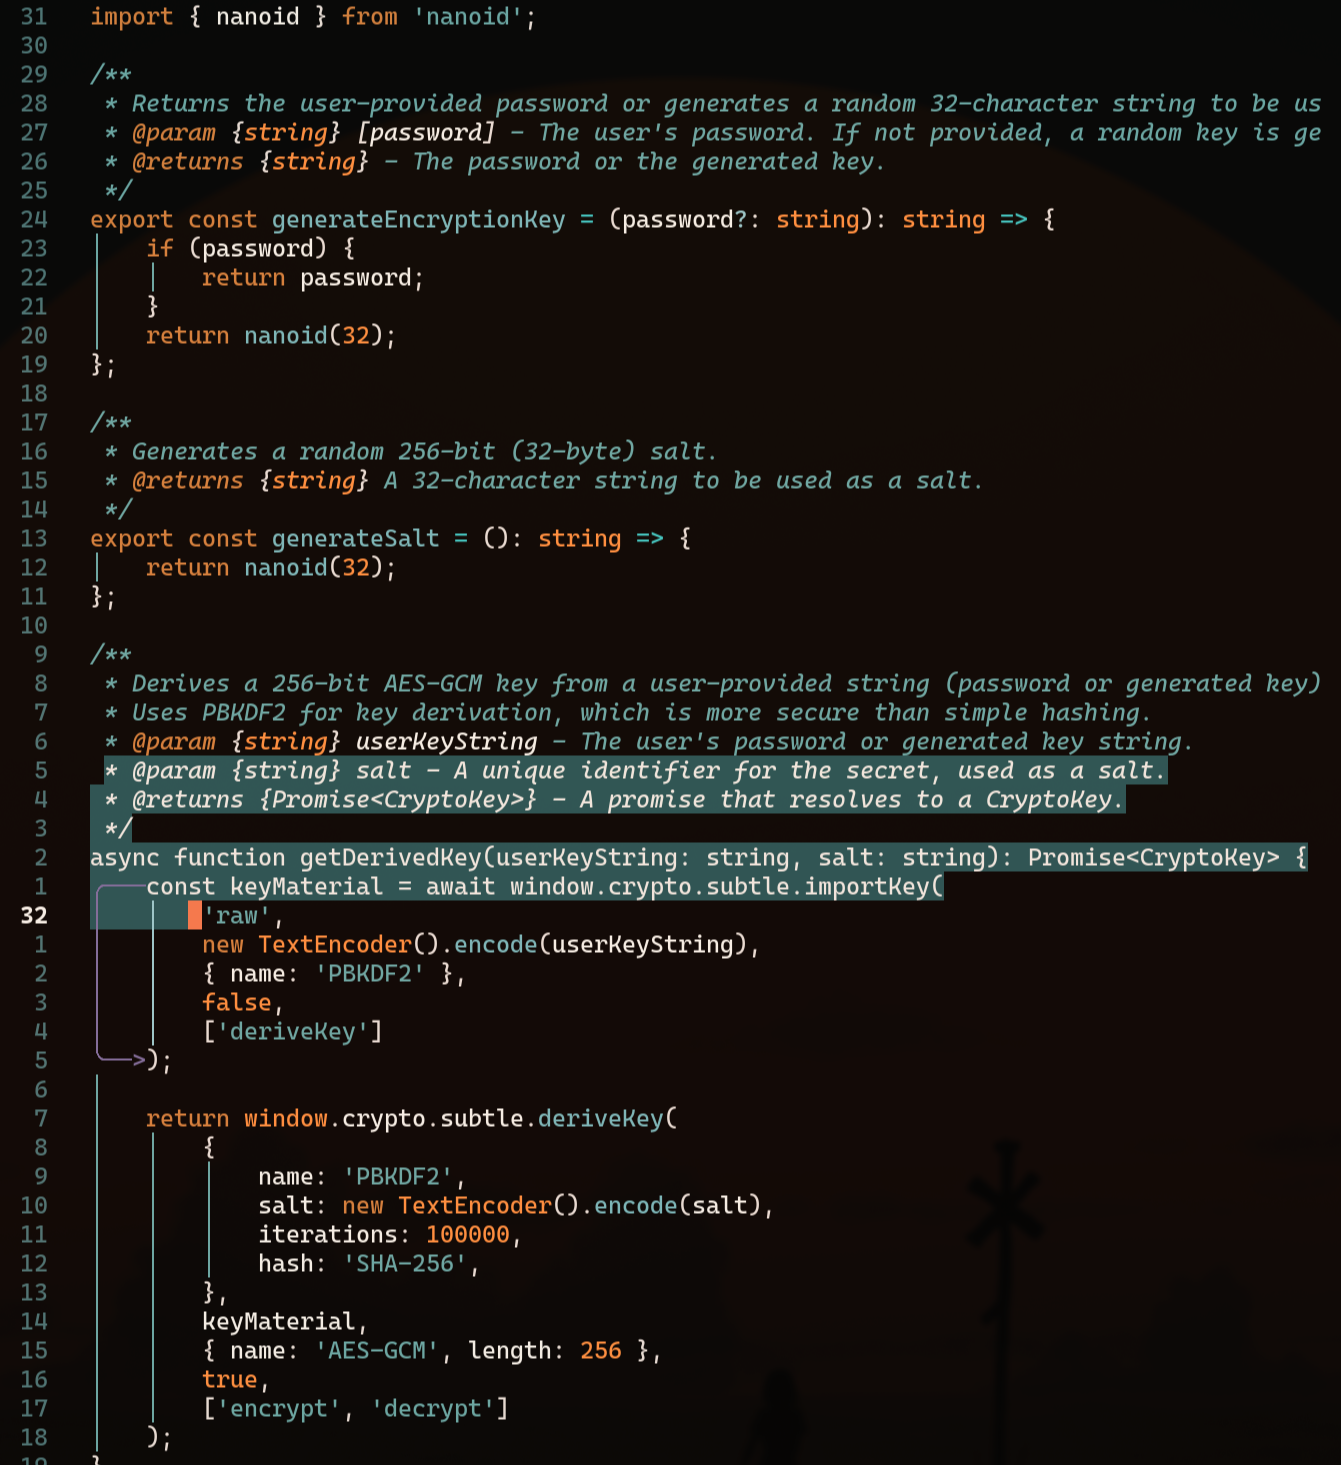 31 import { nanoid } from 'nanoid';
30
29 /**
28  * Returns the user-provided password or generates a random 32-character string to be us
27  * @param {string} [password] - The user's password. If not provided, a random key is ge
26  * @returns {string} - The password or the generated key.
25  */
24 export const generateEncryptionKey = (password?: string): string => {
23     if (password) {
22         return password;
21     }
20     return nanoid(32);
19 };
18
17 /**
16  * Generates a random 256-bit (32-byte) salt.
15  * @returns {string} A 32-character string to be used as a salt.
14  */
13 export const generateSalt = (): string => {
12     return nanoid(32);
11 };
10
9 /**
8  * Derives a 256-bit AES-GCM key from a user-provided string (password or generated key)
7  * Uses PBKDF2 for key derivation, which is more secure than simple hashing.
6  * @param {string} userKeyString - The user's password or generated key string.
5  * @param {string} salt - A unique identifier for the secret, used as a salt.
4  * @returns {Promise<CryptoKey>} - A promise that resolves to a CryptoKey.
3  */
2 async function getDerivedKey(userKeyString: string, salt: string): Promise<CryptoKey> {
1     const keyMaterial = await window.crypto.subtle.importKey(
32         'raw',
1         new TextEncoder().encode(userKeyString),
2         { name: 'PBKDF2' },
3         false,
4         ['deriveKey']
5     );
6
7     return window.crypto.subtle.deriveKey(
8         {
9             name: 'PBKDF2',
10             salt: new TextEncoder().encode(salt),
11             iterations: 100000,
12             hash: 'SHA-256',
13         },
14         keyMaterial,
15         { name: 'AES-GCM', length: 256 },
16         true,
17         ['encrypt', 'decrypt']
18     );
19 }